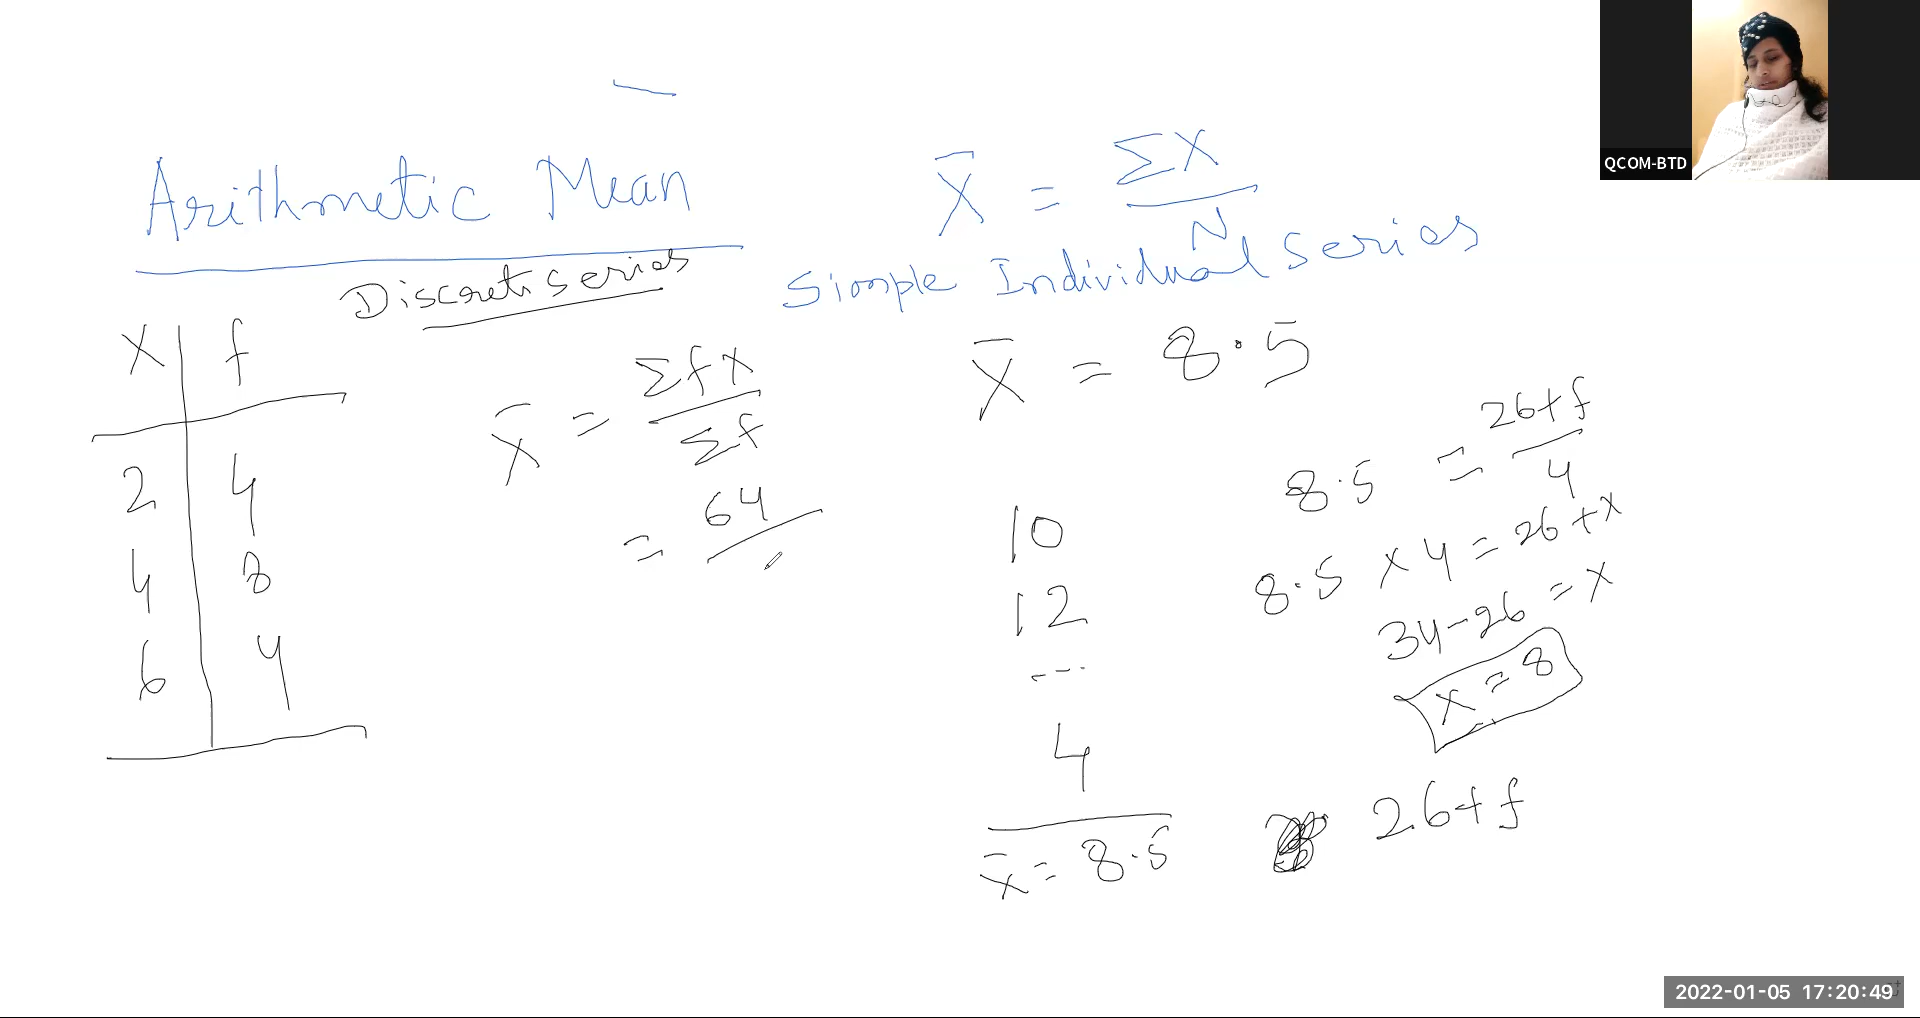 QCOM-BTD
Arithmetic Mean
X̄ = ΣX / N
Simple Individual Series
Discrete series
X | f
2 | 4
4 | 8
6 | 4
X̄ = Σfx / Σf
= 64 /
X̄ = 8.5
10
12
---
4
X̄ = 8.5
8.5 = 26+f / 4
8.5 × 4 = 26 + x
34 - 26 = x
x = 8
26+f
2022-01-05 17:20:49